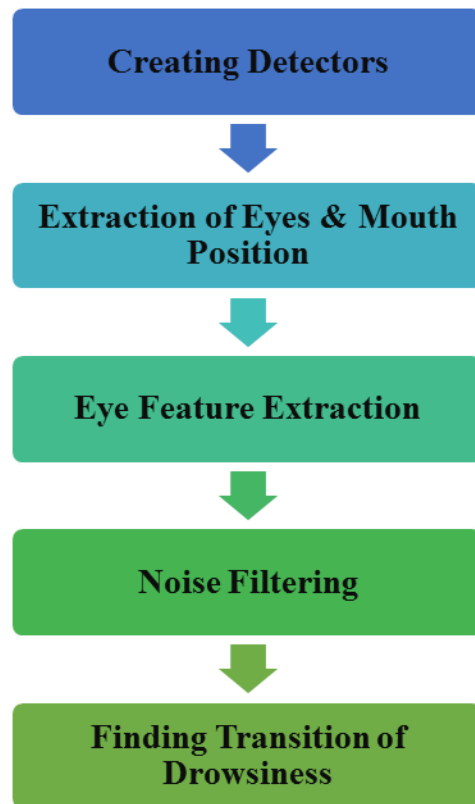 Creating Detectors
Extraction of Eyes & Mouth
Position
Eye Feature Extraction
Noise Filtering
Finding Transition of
Drowsiness